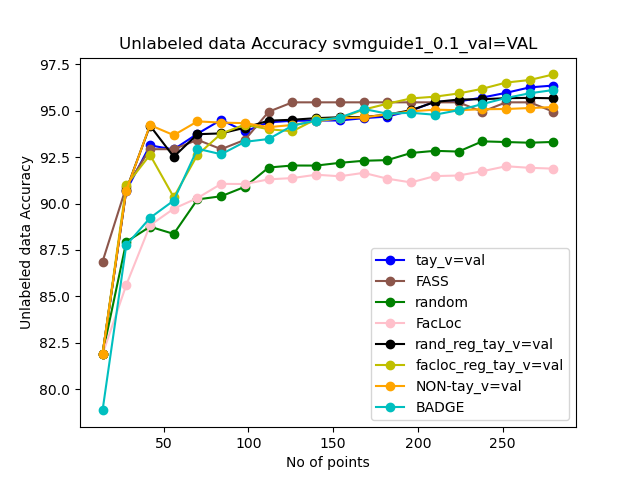 Unlabeled data Accuracy svmguide1_0.1_val=VAL
97.5
95.0
92.5
90.0
87.5
85.0
82.5
80.0
Unlabeled data Accuracy
50
100
150
200
250
No of points
tay_v=val
FASS
random
FacLoc
rand_reg_tay_v=val
facloc_reg_tay_v=val
NON-tay_v=val
BADGE